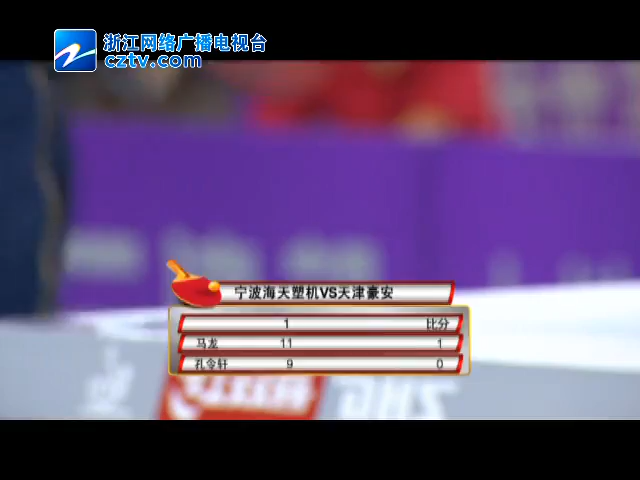 浙江网络广播电视台
cztv.com
宁波海天塑机VS天津豪安
1 比分
马龙 11 1
孔令轩 9 0
DHS